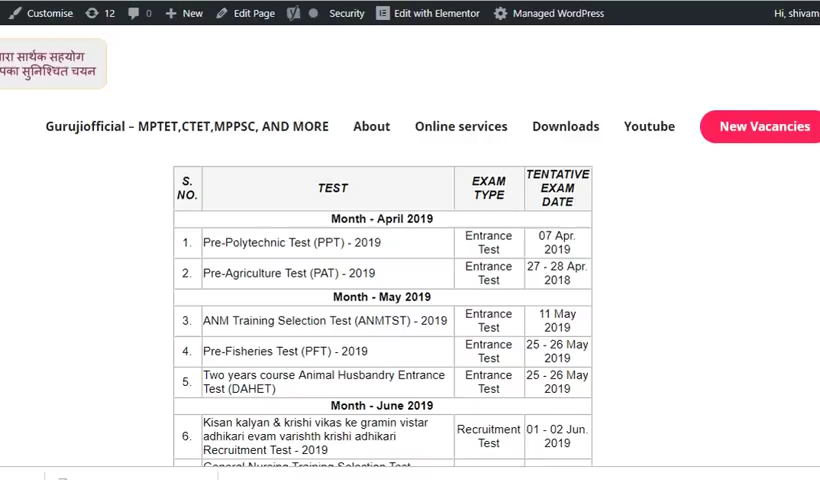 Customise 12 0 New Edit Page Security Edit with Elementor Managed WordPress Hi, shivam
सार्थक सहयोग
सुनिश्चित चयन
Gurujiofficial – MPTET,CTET,MPPSC, AND MORE About Online services Downloads Youtube New Vacancies
S. NO. TEST EXAM TYPE TENTATIVE EXAM DATE
Month - April 2019
1. Pre-Polytechnic Test (PPT) - 2019 Entrance Test 07 Apr. 2019
2. Pre-Agriculture Test (PAT) - 2019 Entrance Test 27 - 28 Apr. 2018
Month - May 2019
3. ANM Training Selection Test (ANMTST) - 2019 Entrance Test 11 May 2019
4. Pre-Fisheries Test (PFT) - 2019 Entrance Test 25 - 26 May 2019
5. Two years course Animal Husbandry Entrance Test (DAHET) Entrance Test 25 - 26 May 2019
Month - June 2019
6. Kisan kalyan & krishi vikas ke gramin vistar adhikari evam varishth krishi adhikari Recruitment Test - 2019 Recruitment Test 01 - 02 Jun. 2019
General Nursing Training Selection Test